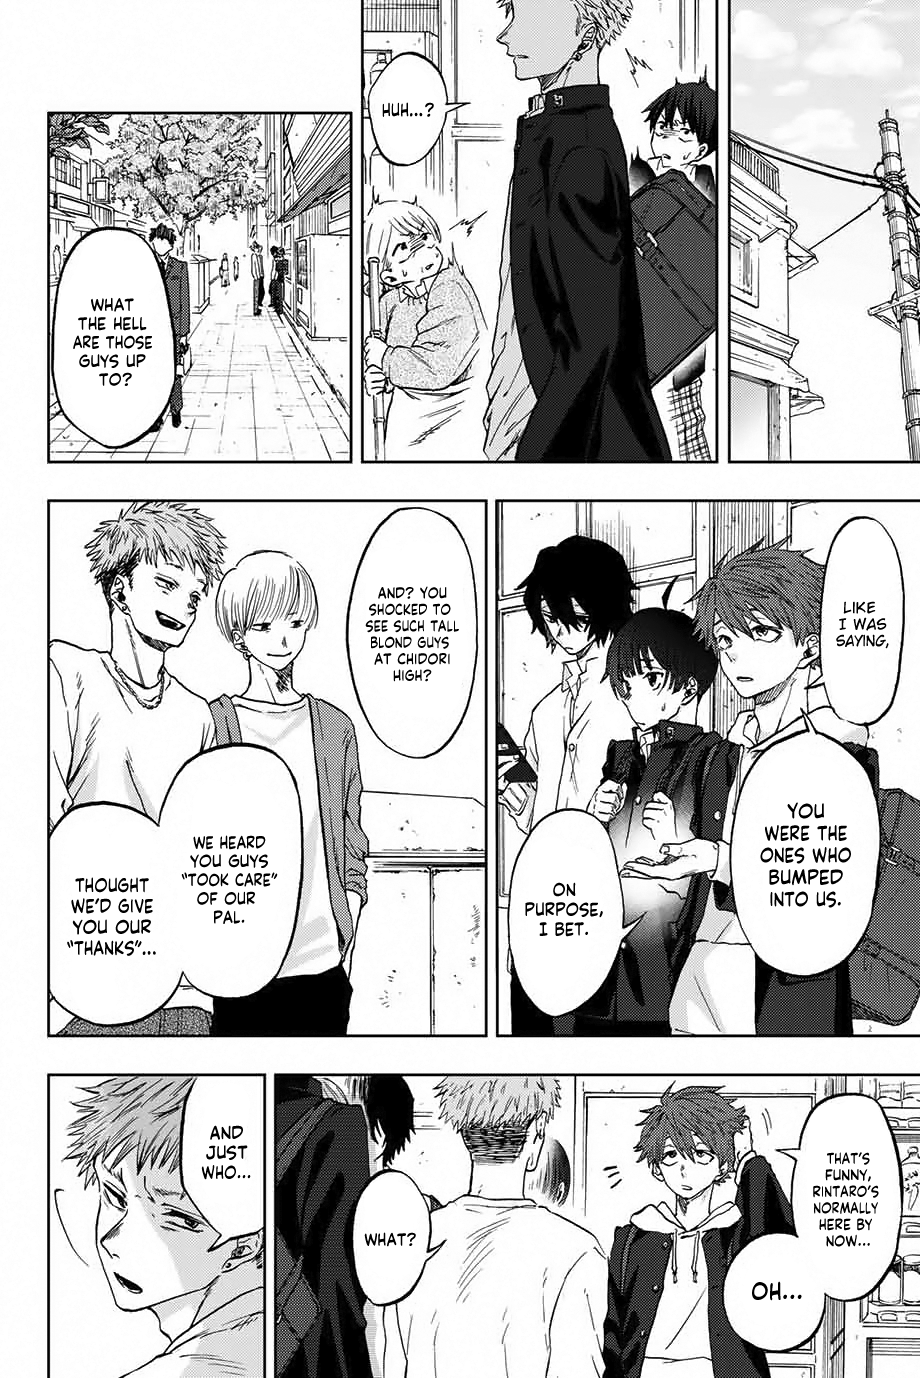 HUH...?
WHAT
THE HELL
ARE THOSE
GUYS UP
TO?
LIKE
I WAS
SAYING,
YOU
WERE THE
ONES WHO
BUMPED
INTO US.
ON
PURPOSE,
I BET.
AND? YOU
SHOCKED TO
SEE SUCH TALL
BLOND GUYS
AT CHIDORI
HIGH?
WE HEARD
YOU GUYS
“TOOK CARE”
OF OUR
PAL.
THOUGHT
WE’D GIVE
YOU OUR
“THANKS”...
THAT’S
FUNNY,
RINTARO’S
NORMALLY
HERE BY
NOW...
OH...
WHAT?
AND
JUST
WHO...